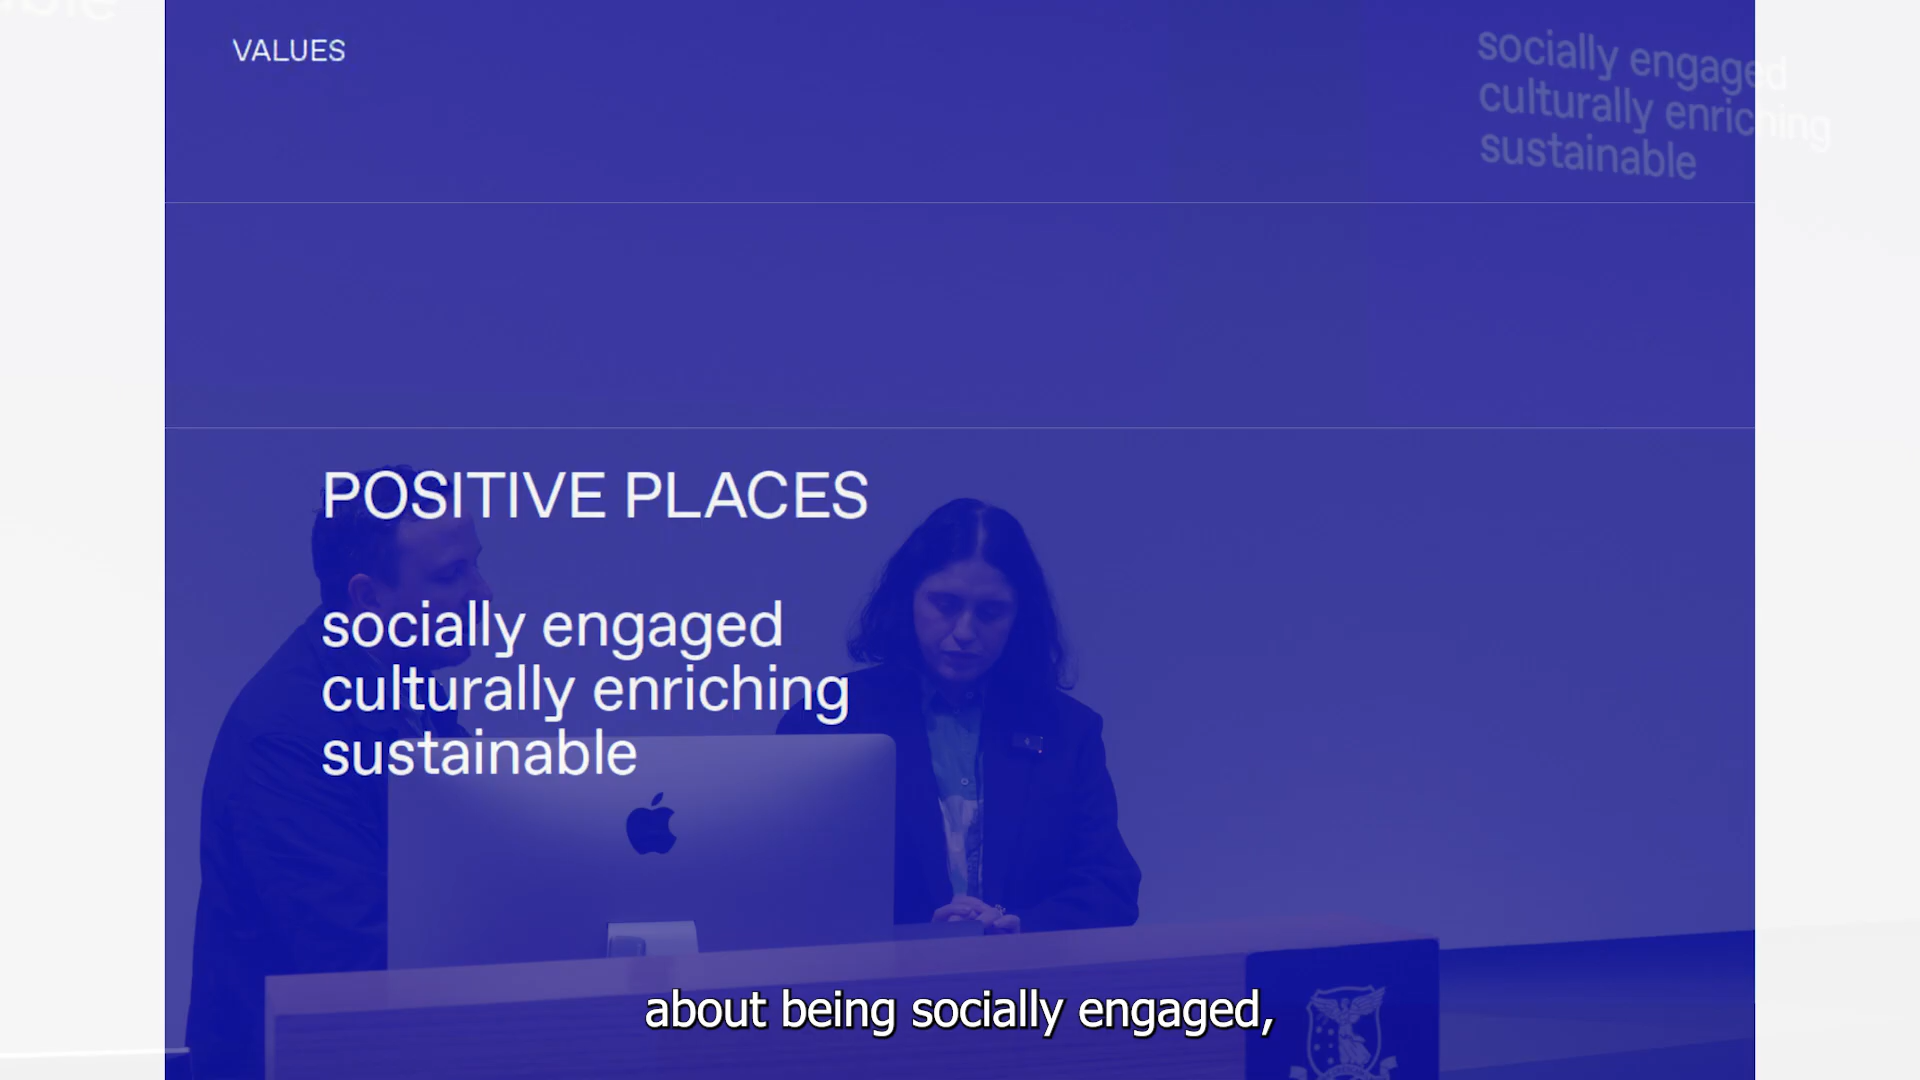 VALUES
socially engaged
culturally enriching
sustainable
POSITIVE PLACES
socially engaged
culturally enriching
sustainable
about being socially engaged,